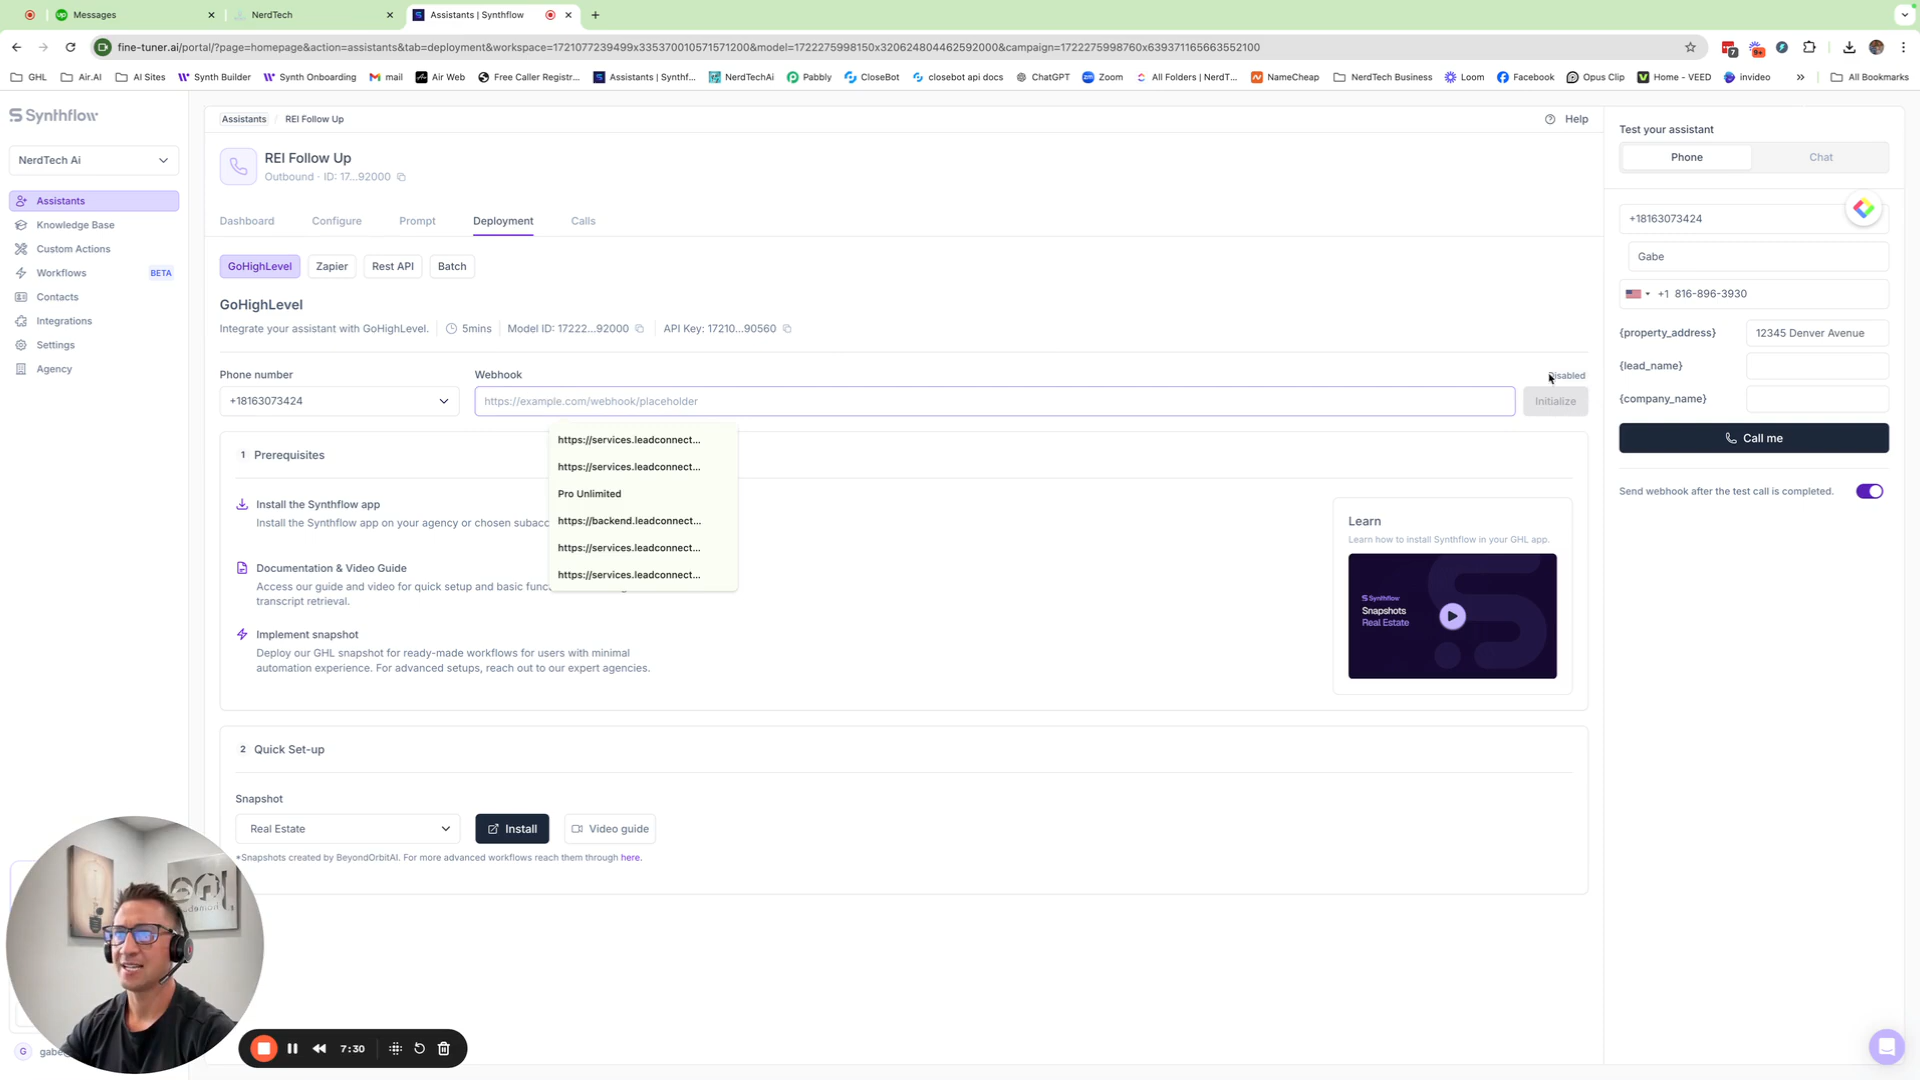 Messages
NerdTech
Assistants | Synthflow
fine-tuner.ai/portal/?page=homepage&action=assistants&tab=deployment&workspace=1721077239499x335370010571571200&model=1722275998150x320624804462592000&campaign=1722275998760x639371165663552100
7
9+
GHL
Air.AI
AI Sites
Synth Builder
Synth Onboarding
mail
Air Web
Free Caller Registr...
Assistants | Synthf...
NerdTechAi
Pabbly
CloseBot
closebot api docs
ChatGPT
Zoom
All Folders | NerdT...
NameCheap
NerdTech Business
Loom
Facebook
Opus Clip
Home - VEED
invideo
All Bookmarks
Synthflow
NerdTech Ai
Assistants
Knowledge Base
Custom Actions
Workflows BETA
Contacts
Integrations
Settings
Agency
Assistants / REI Follow Up
Help
REI Follow Up
Outbound · ID: 17...92000
Dashboard
Configure
Prompt
Deployment
Calls
GoHighLevel
Zapier
Rest API
Batch
GoHighLevel
Integrate your assistant with GoHighLevel.
5mins
Model ID: 17222...92000
API Key: 17210...90560
Phone number
+18163073424
Webhook
https://example.com/webhook/placeholder
Disabled
Initialize
https://services.leadconnect...
https://services.leadconnect...
Pro Unlimited
https://backend.leadconnect...
https://services.leadconnect...
https://services.leadconnect...
1 Prerequisites
Install the Synthflow app
Install the Synthflow app on your agency or chosen subacc
Documentation & Video Guide
Access our guide and video for quick setup and basic func
transcript retrieval.
Implement snapshot
Deploy our GHL snapshot for ready-made workflows for users with minimal
automation experience. For advanced setups, reach out to our expert agencies.
Learn
Learn how to install Synthflow in your GHL app.
Synthflow
Snapshots
Real Estate
2 Quick Set-up
Snapshot
Real Estate
Install
Video guide
*Snapshots created by BeyondOrbitAI. For more advanced workflows reach them through here.
Test your assistant
Phone
Chat
+18163073424
Gabe
+1 816-896-3930
{property_address}
12345 Denver Avenue
{lead_name}
{company_name}
Call me
Send webhook after the test call is completed.
G gabe
7:30